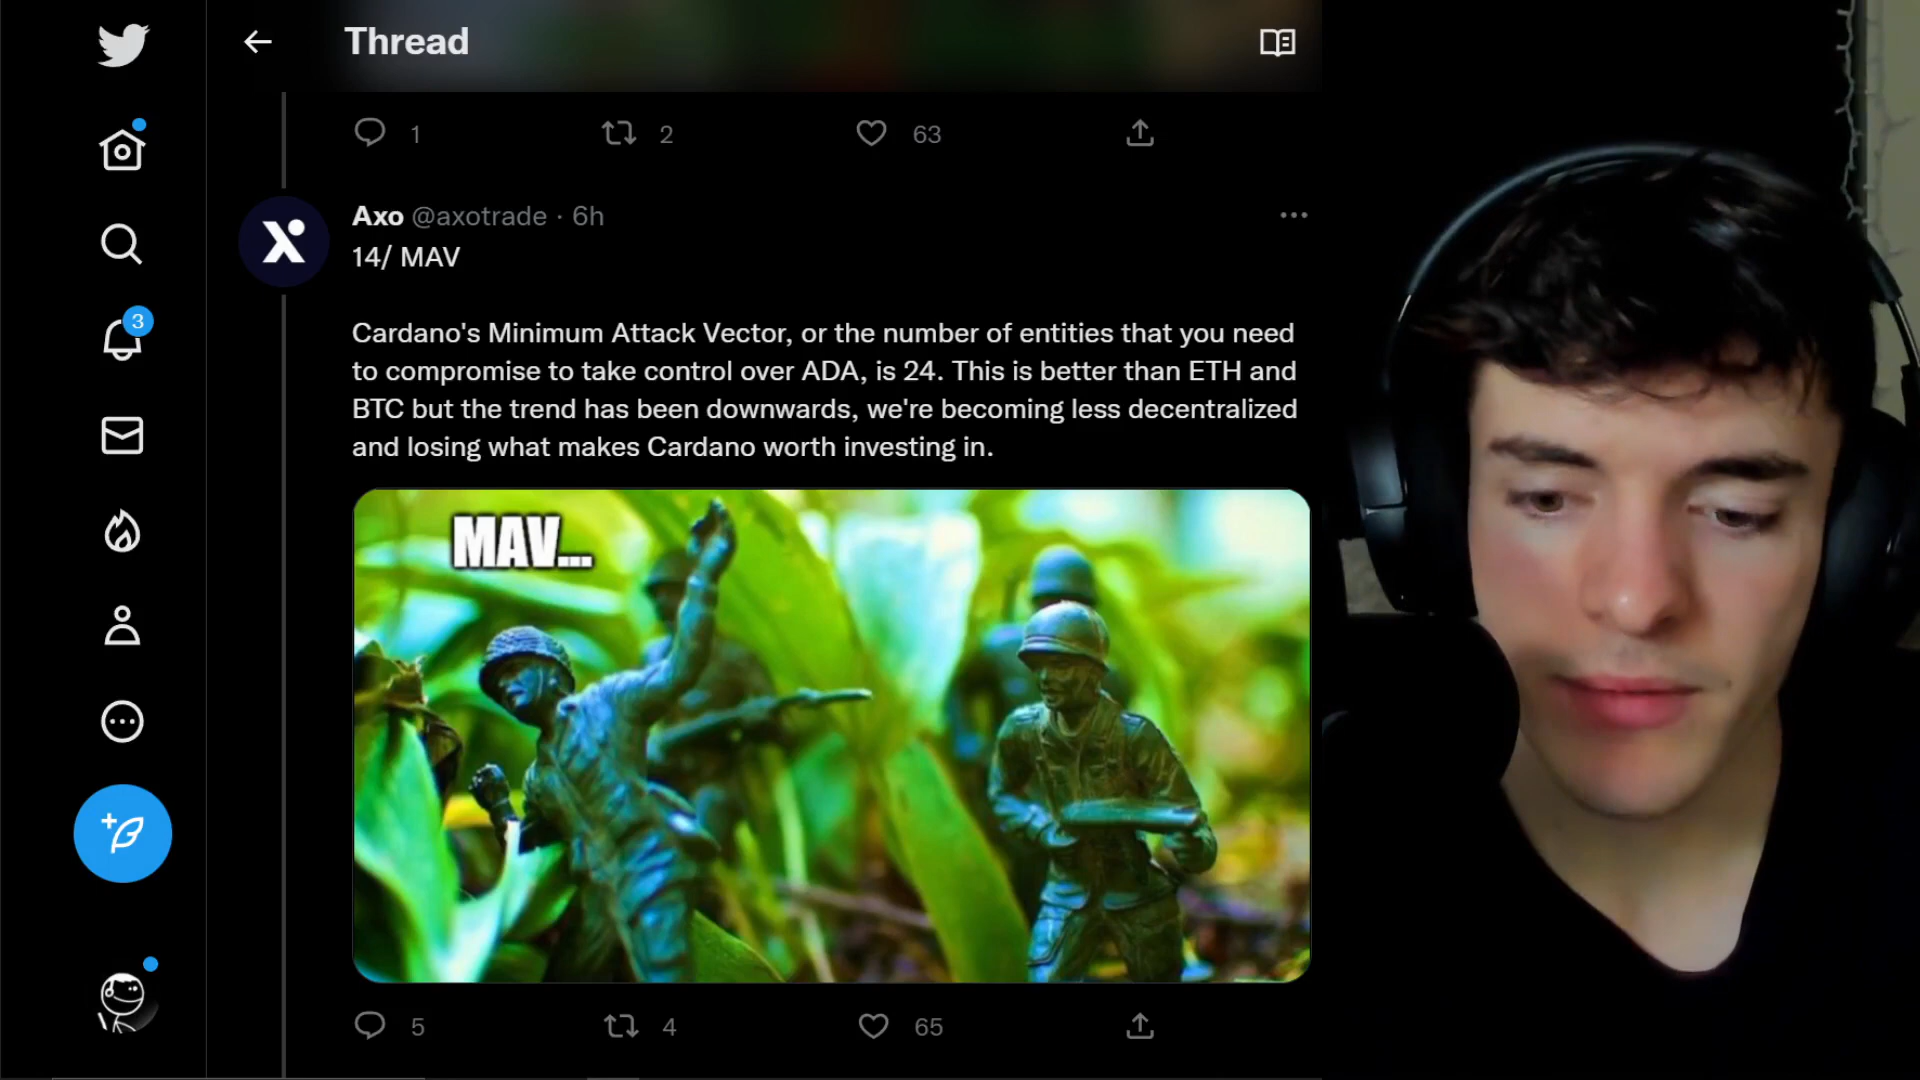 Thread
1 2 63
Axo @axotrade · 6h
14/ MAV
3
Cardano's Minimum Attack Vector, or the number of entities that you need
to compromise to take control over ADA, is 24. This is better than ETH and
BTC but the trend has been downwards, we're becoming less decentralized
and losing what makes Cardano worth investing in.
MAV...
5 4 65